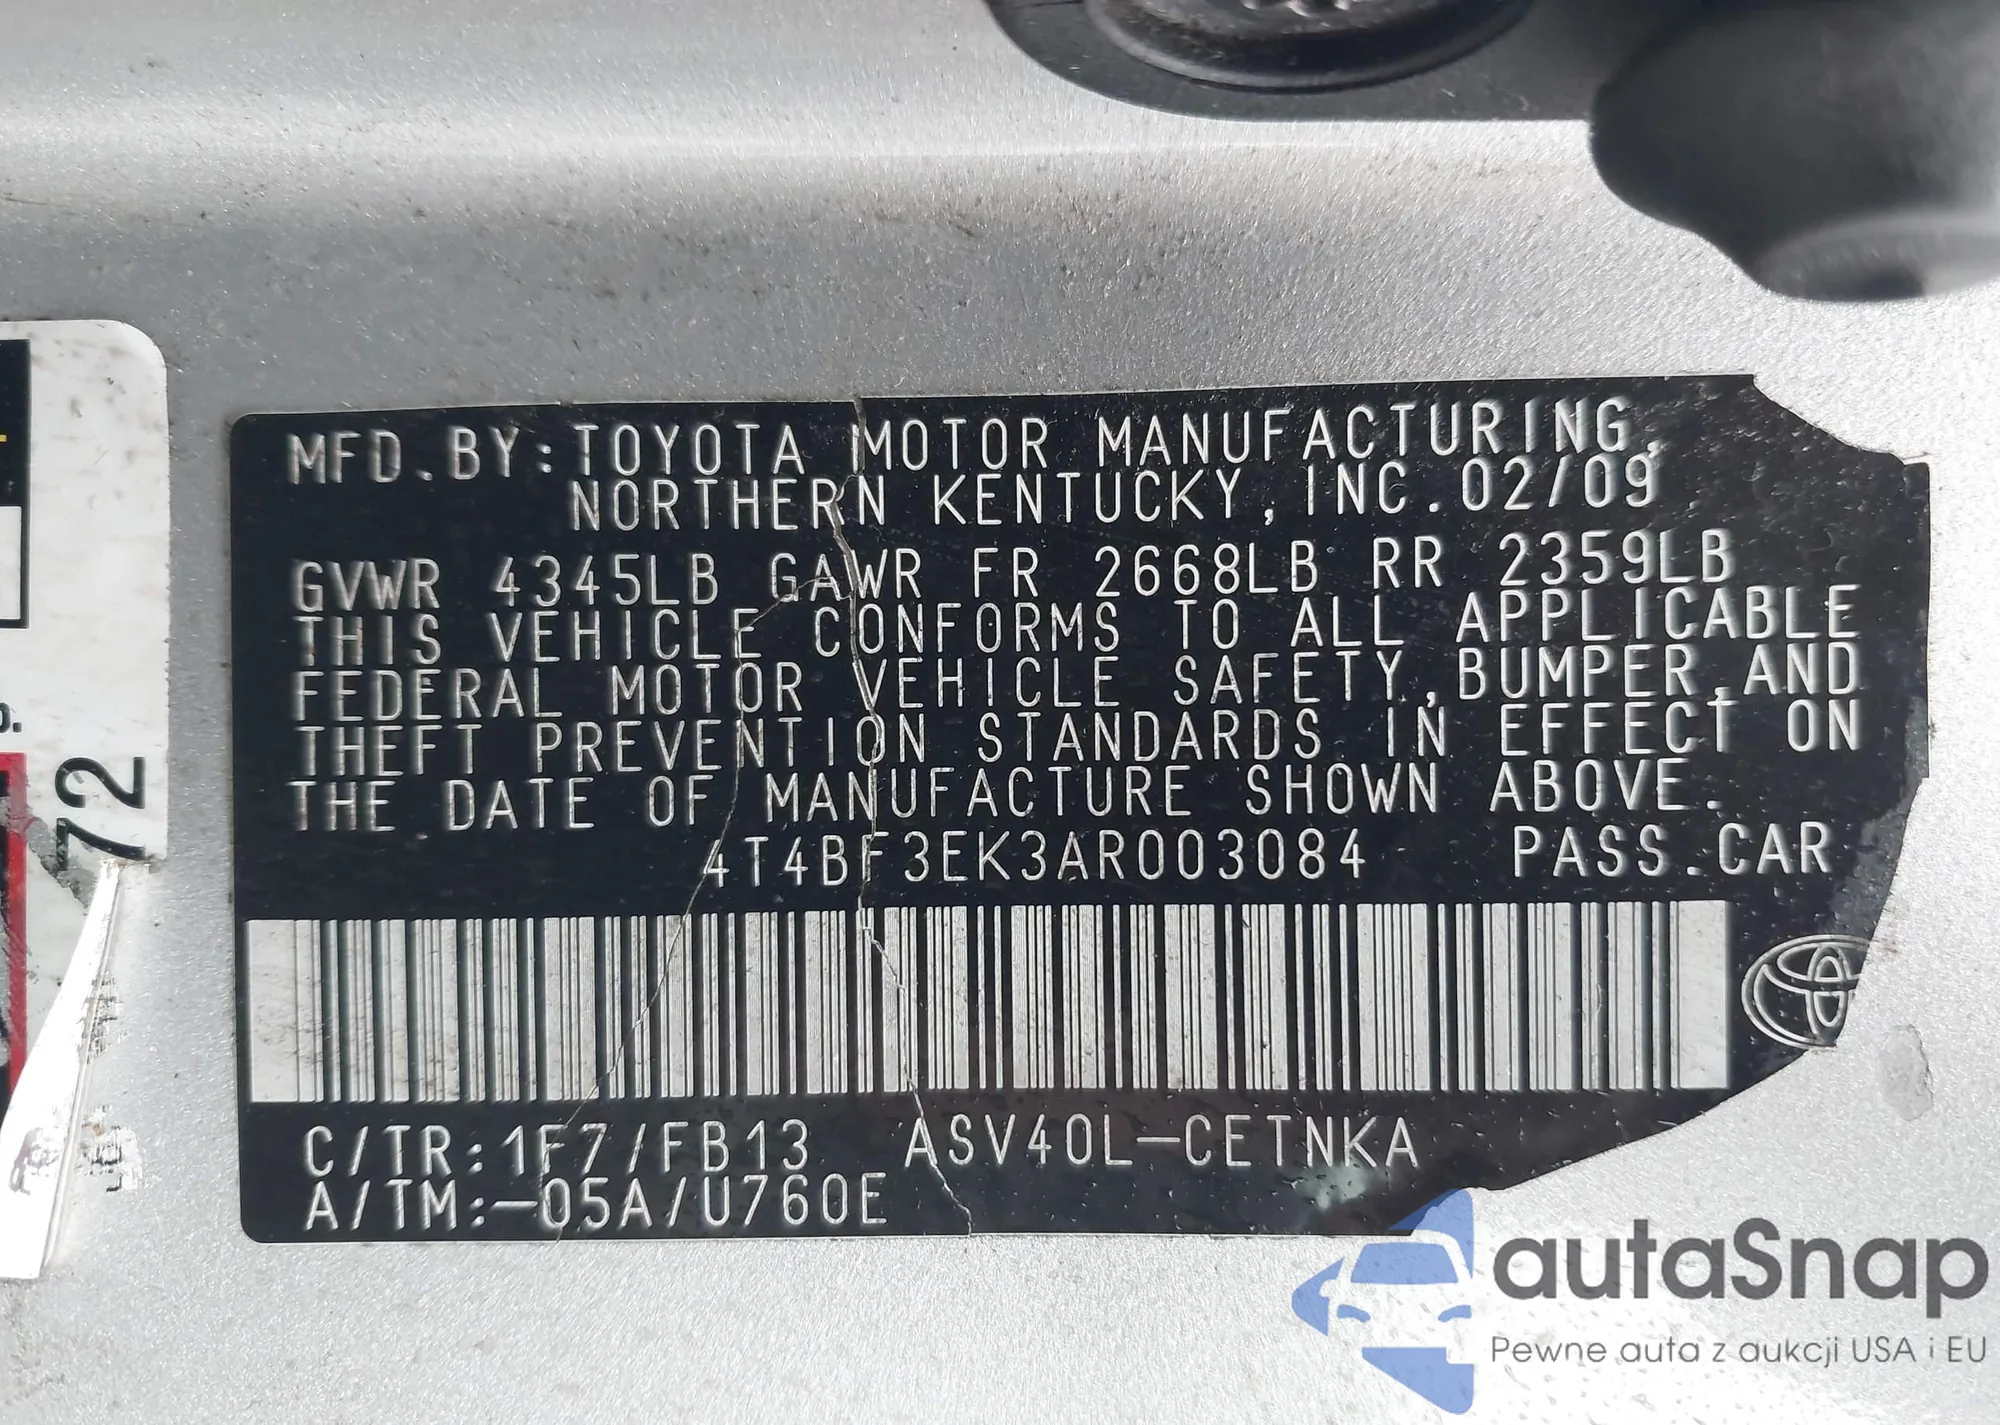 MFD.BY:TOYOTA MOTOR MANUFACTURING,
NORTHERN KENTUCKY, INC. 02/09
GVWR 4345LB GAWR FR 2668LB RR 2359LB
THIS VEHICLE CONFORMS TO ALL APPLICABLE
FEDERAL MOTOR VEHICLE SAFETY,BUMPER,AND
THEFT PREVENTION STANDARDS IN EFFECT ON
THE DATE OF MANUFACTURE SHOWN ABOVE.
4T4BF3EK3AR003084 PASS.CAR
C/TR:1F7/FB13 ASV40L-CETNKA
A/TM:-05A/U760E
72
autoSnap
Pewne auta z aukcji USA i EU